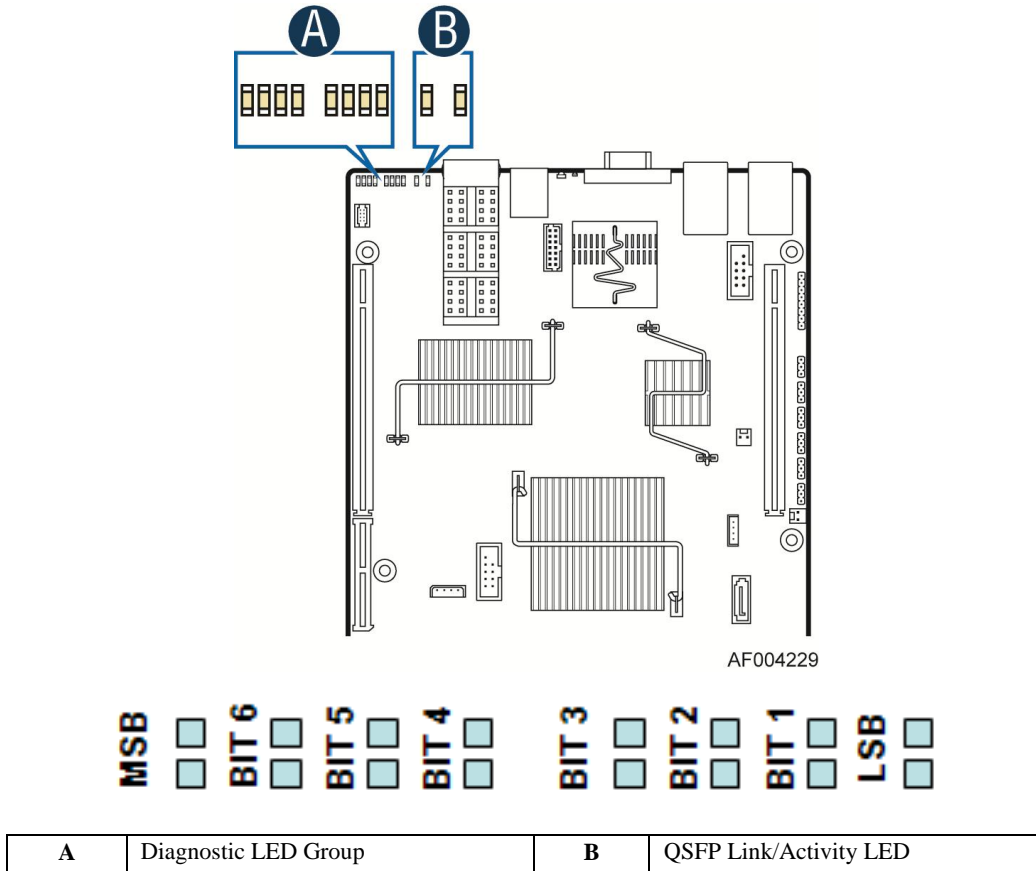 A B
AF004229
MSB BIT 6 BIT 5 BIT 4 BIT 3 BIT 2 BIT 1 LSB
A Diagnostic LED Group B QSFP Link/Activity LED